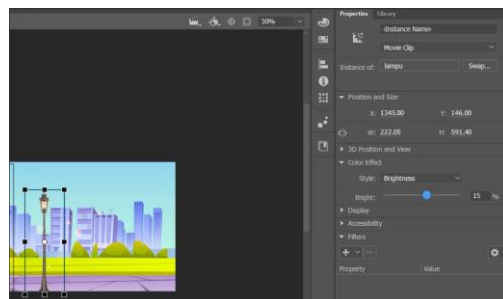 30%
Properties Library
<Instance Name>
Movie Clip
Instance of: lampu Swap...
Position and Size
X: 1345.00 Y: 146.00
W: 222.05 H: 591.40
3D Position and View
Color Effect
Style: Brightness
Bright: 15 %
Display
Accessibility
Filters
Property Value